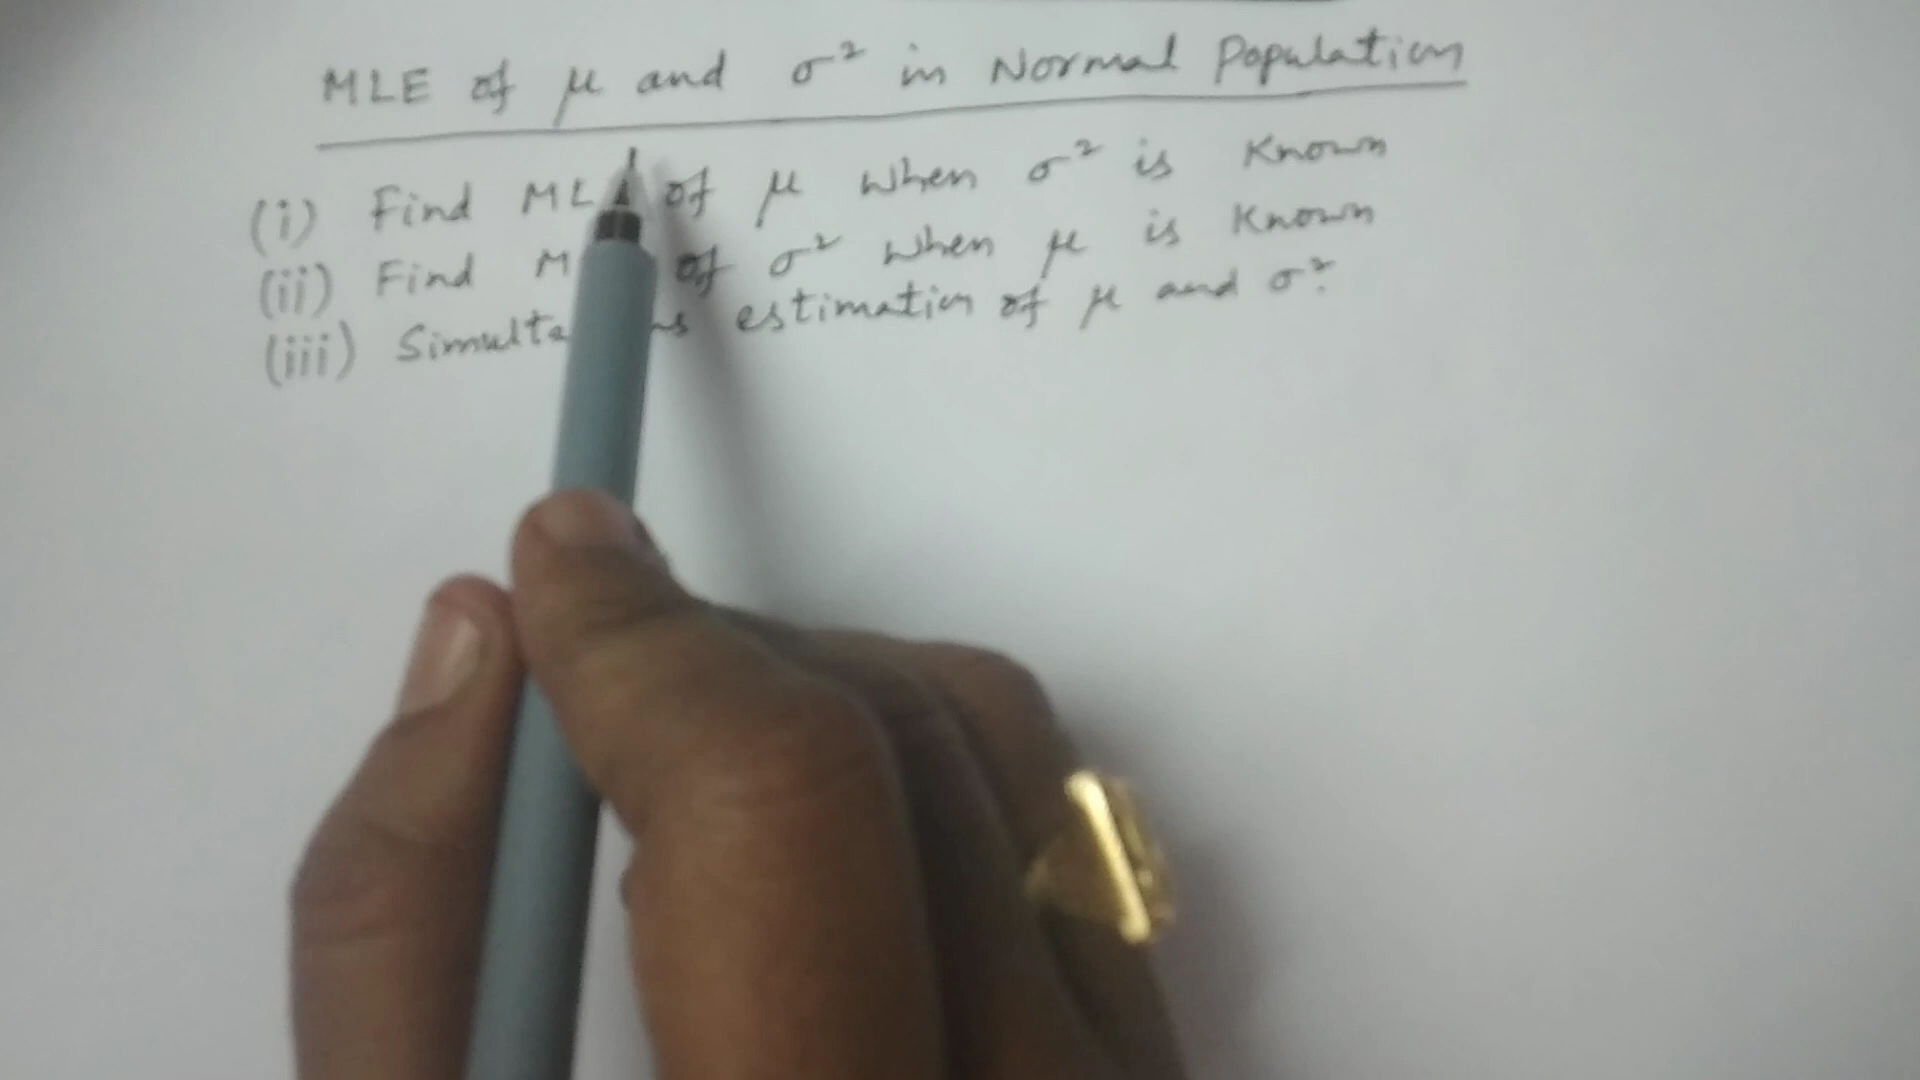 MLE of μ and σ² in Normal Population
(i) Find ML of μ when σ² is known
(ii) Find of σ² when μ is known
(iii) estimation of μ and σ².